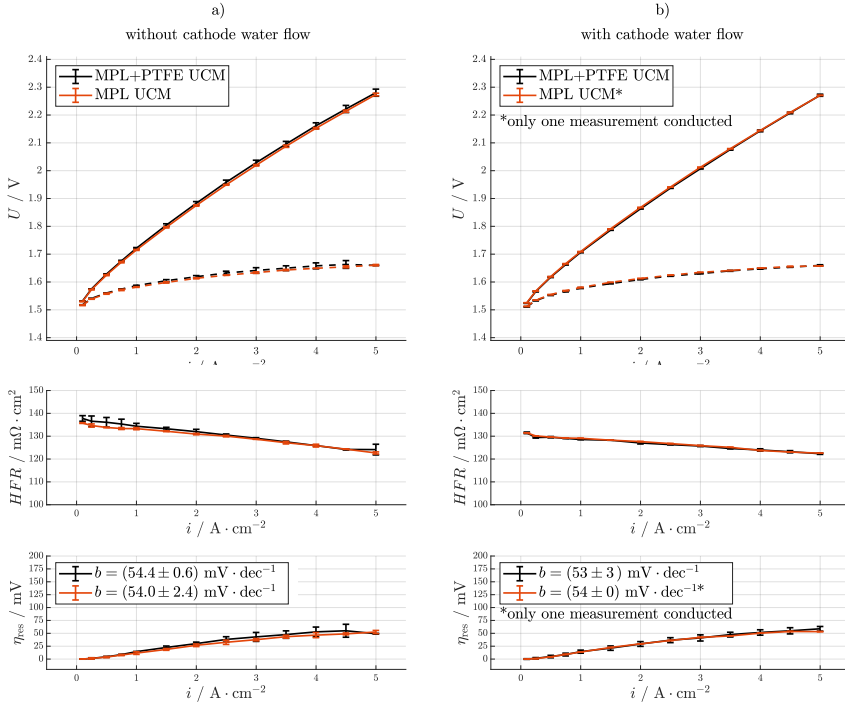 a)
without cathode water flow
2.4
2.3
2.2
2.1
2
1.9
1.8
1.7
1.6
1.5
1.4
U / V
MPL+PTFE UCM
MPL UCM
0 1 2 3 4 5
i / A · cm−2
150
140
130
120
110
100
HFR / mΩ · cm2
0 1 2 3 4 5
i / A · cm−2
200
175
150
125
100
75
50
25
0
ηres / mV
b = (54.4 ± 0.6) mV · dec−1
b = (54.0 ± 2.4) mV · dec−1
0 1 2 3 4 5
i / A · cm−2
b)
with cathode water flow
2.4
2.3
2.2
2.1
2
1.9
1.8
1.7
1.6
1.5
1.4
U / V
MPL+PTFE UCM
MPL UCM*
*only one measurement conducted
0 1 2 3 4 5
i / A · cm−2
150
140
130
120
110
100
HFR / mΩ · cm2
0 1 2 3 4 5
i / A · cm−2
200
175
150
125
100
75
50
25
0
ηres / mV
b = (53 ± 3 ) mV · dec−1
b = (54 ± 0) mV · dec−1*
*only one measurement conducted
0 1 2 3 4 5
i / A · cm−2